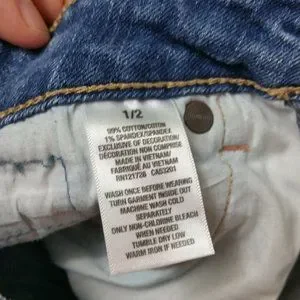 1/2
99% COTTON/COTON
1% SPANDEX/SPANDEX
EXCLUSIVE OF DECORATION/
DÉCORATION NON COMPRISE
MADE IN VIETNAM/
FABRIQUÉ AU VIETNAM
RN121726 CA53201
WASH ONCE BEFORE WEARING
TURN GARMENT INSIDE OUT
MACHINE WASH COLD
SEPARATELY
ONLY NON-CHLORINE BLEACH
WHEN NEEDED
TUMBLE DRY LOW
WARM IRON IF NEEDED